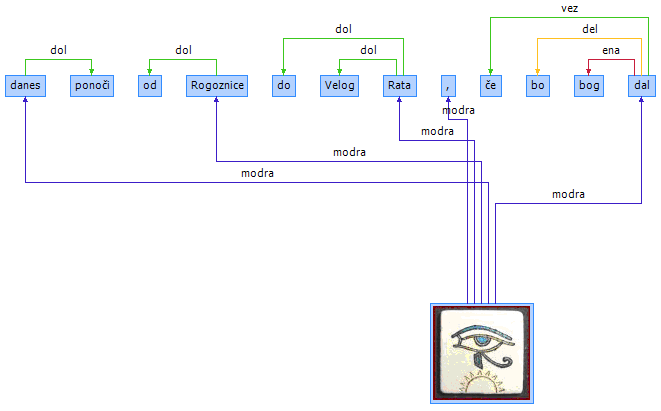 vez
dol del
dol dol dol ena
danes ponoči od Rogoznice do Velog Rata , če bo bog dal
modra
modra
modra
modra
modra